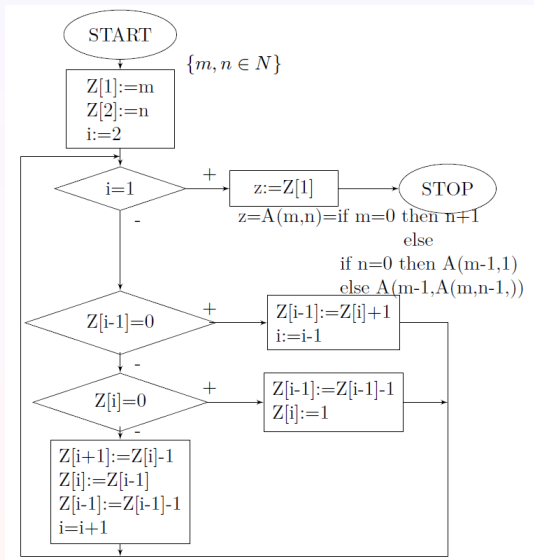 START
{m, n ∈ N}
Z[1]:=m
Z[2]:=n
i:=2
i=1
+
z:=Z[1]
STOP
-
z=A(m,n)=if m=0 then n+1
else
if n=0 then A(m-1,1)
else A(m-1,A(m,n-1,))
Z[i-1]=0
+
Z[i-1]:=Z[i]+1
i:=i-1
-
Z[i]=0
+
Z[i-1]:=Z[i-1]-1
Z[i]:=1
-
Z[i+1]:=Z[i]-1
Z[i]:=Z[i-1]
Z[i-1]:=Z[i-1]-1
i=i+1